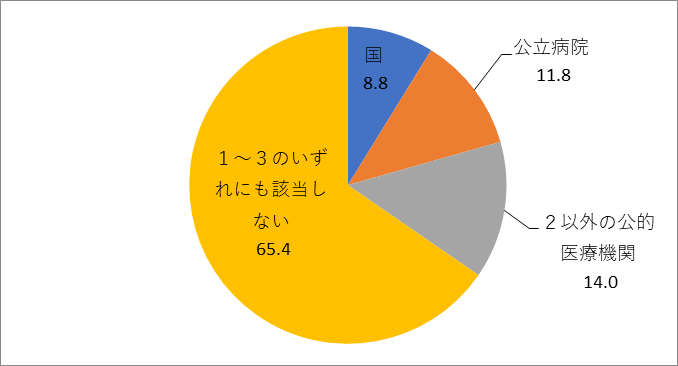 国
8.8
公立病院
11.8
２以外の公的
医療機関
14.0
１～３のいず
れにも該当し
ない
65.4